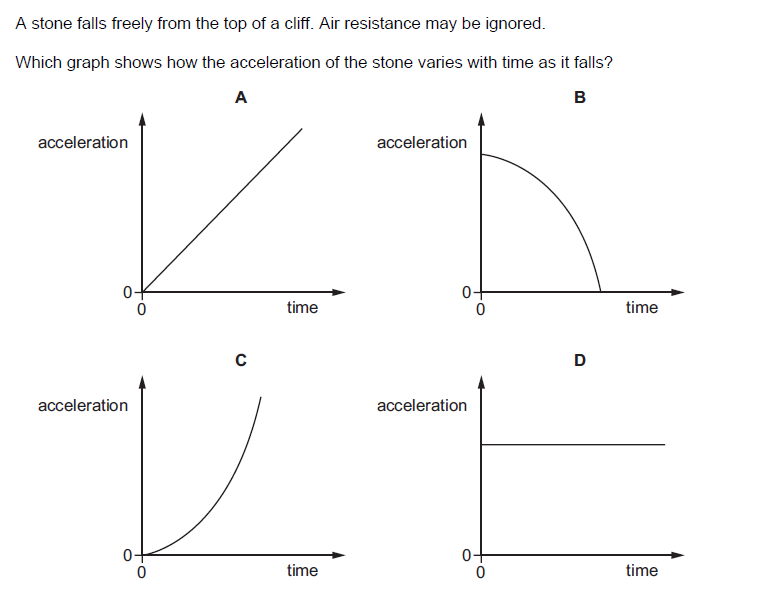 A stone falls freely from the top of a cliff. Air resistance may be ignored.
Which graph shows how the acceleration of the stone varies with time as it falls?
A
acceleration
0
0
time
B
acceleration
0
0
time
C
acceleration
0
0
time
D
acceleration
0
0
time